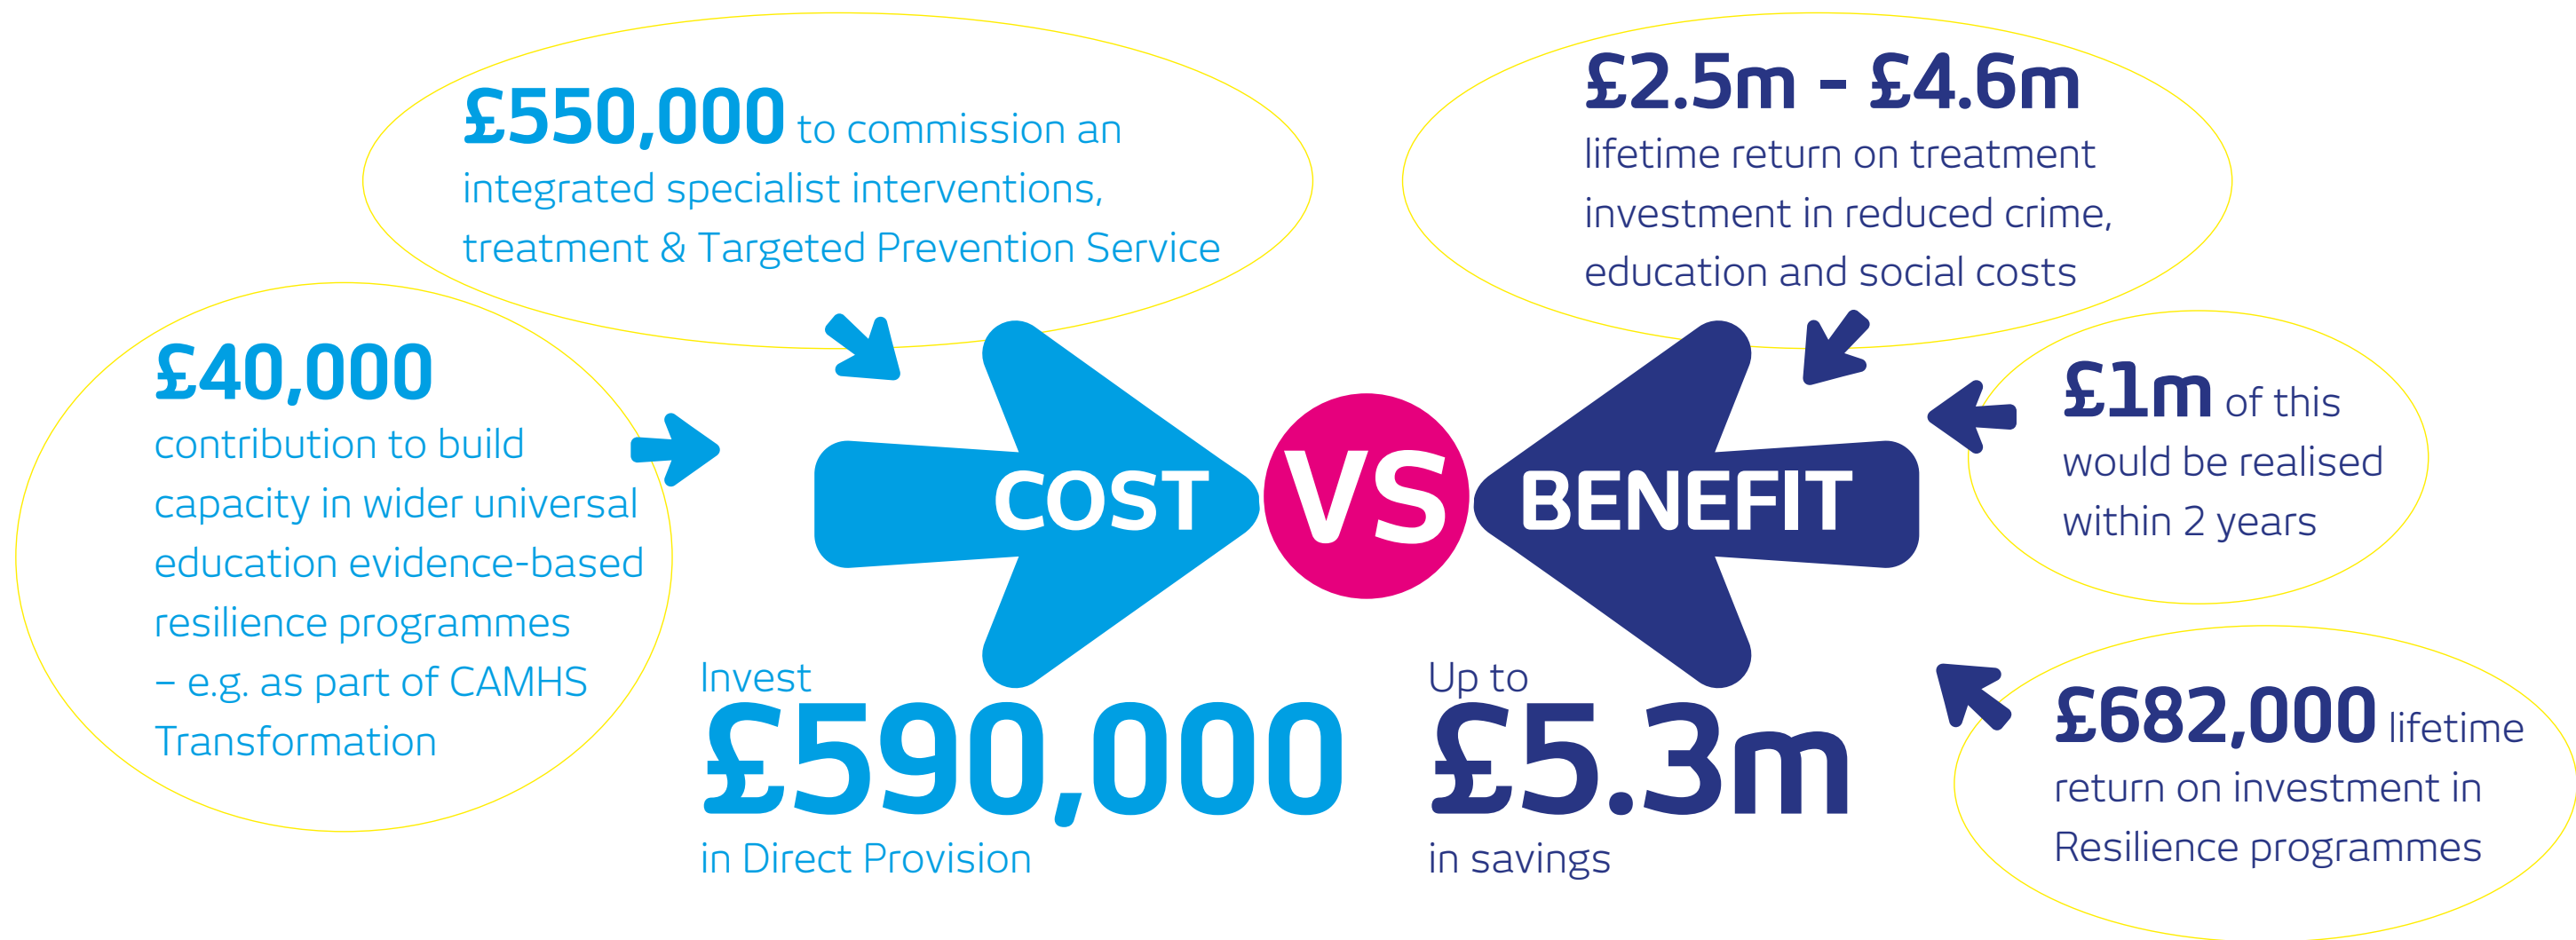 £550,000 to commission an
integrated specialist interventions,
treatment & Targeted Prevention Service
£40,000
contribution to build
capacity in wider universal
education evidence-based
resilience programmes
– e.g. as part of CAMHS
Transformation
COST
VS
BENEFIT
£2.5m - £4.6m
lifetime return on treatment
investment in reduced crime,
education and social costs
£1m of this
would be realised
within 2 years
£682,000 lifetime
return on investment in
Resilience programmes
Invest
£590,000
in Direct Provision
Up to
£5.3m
in savings